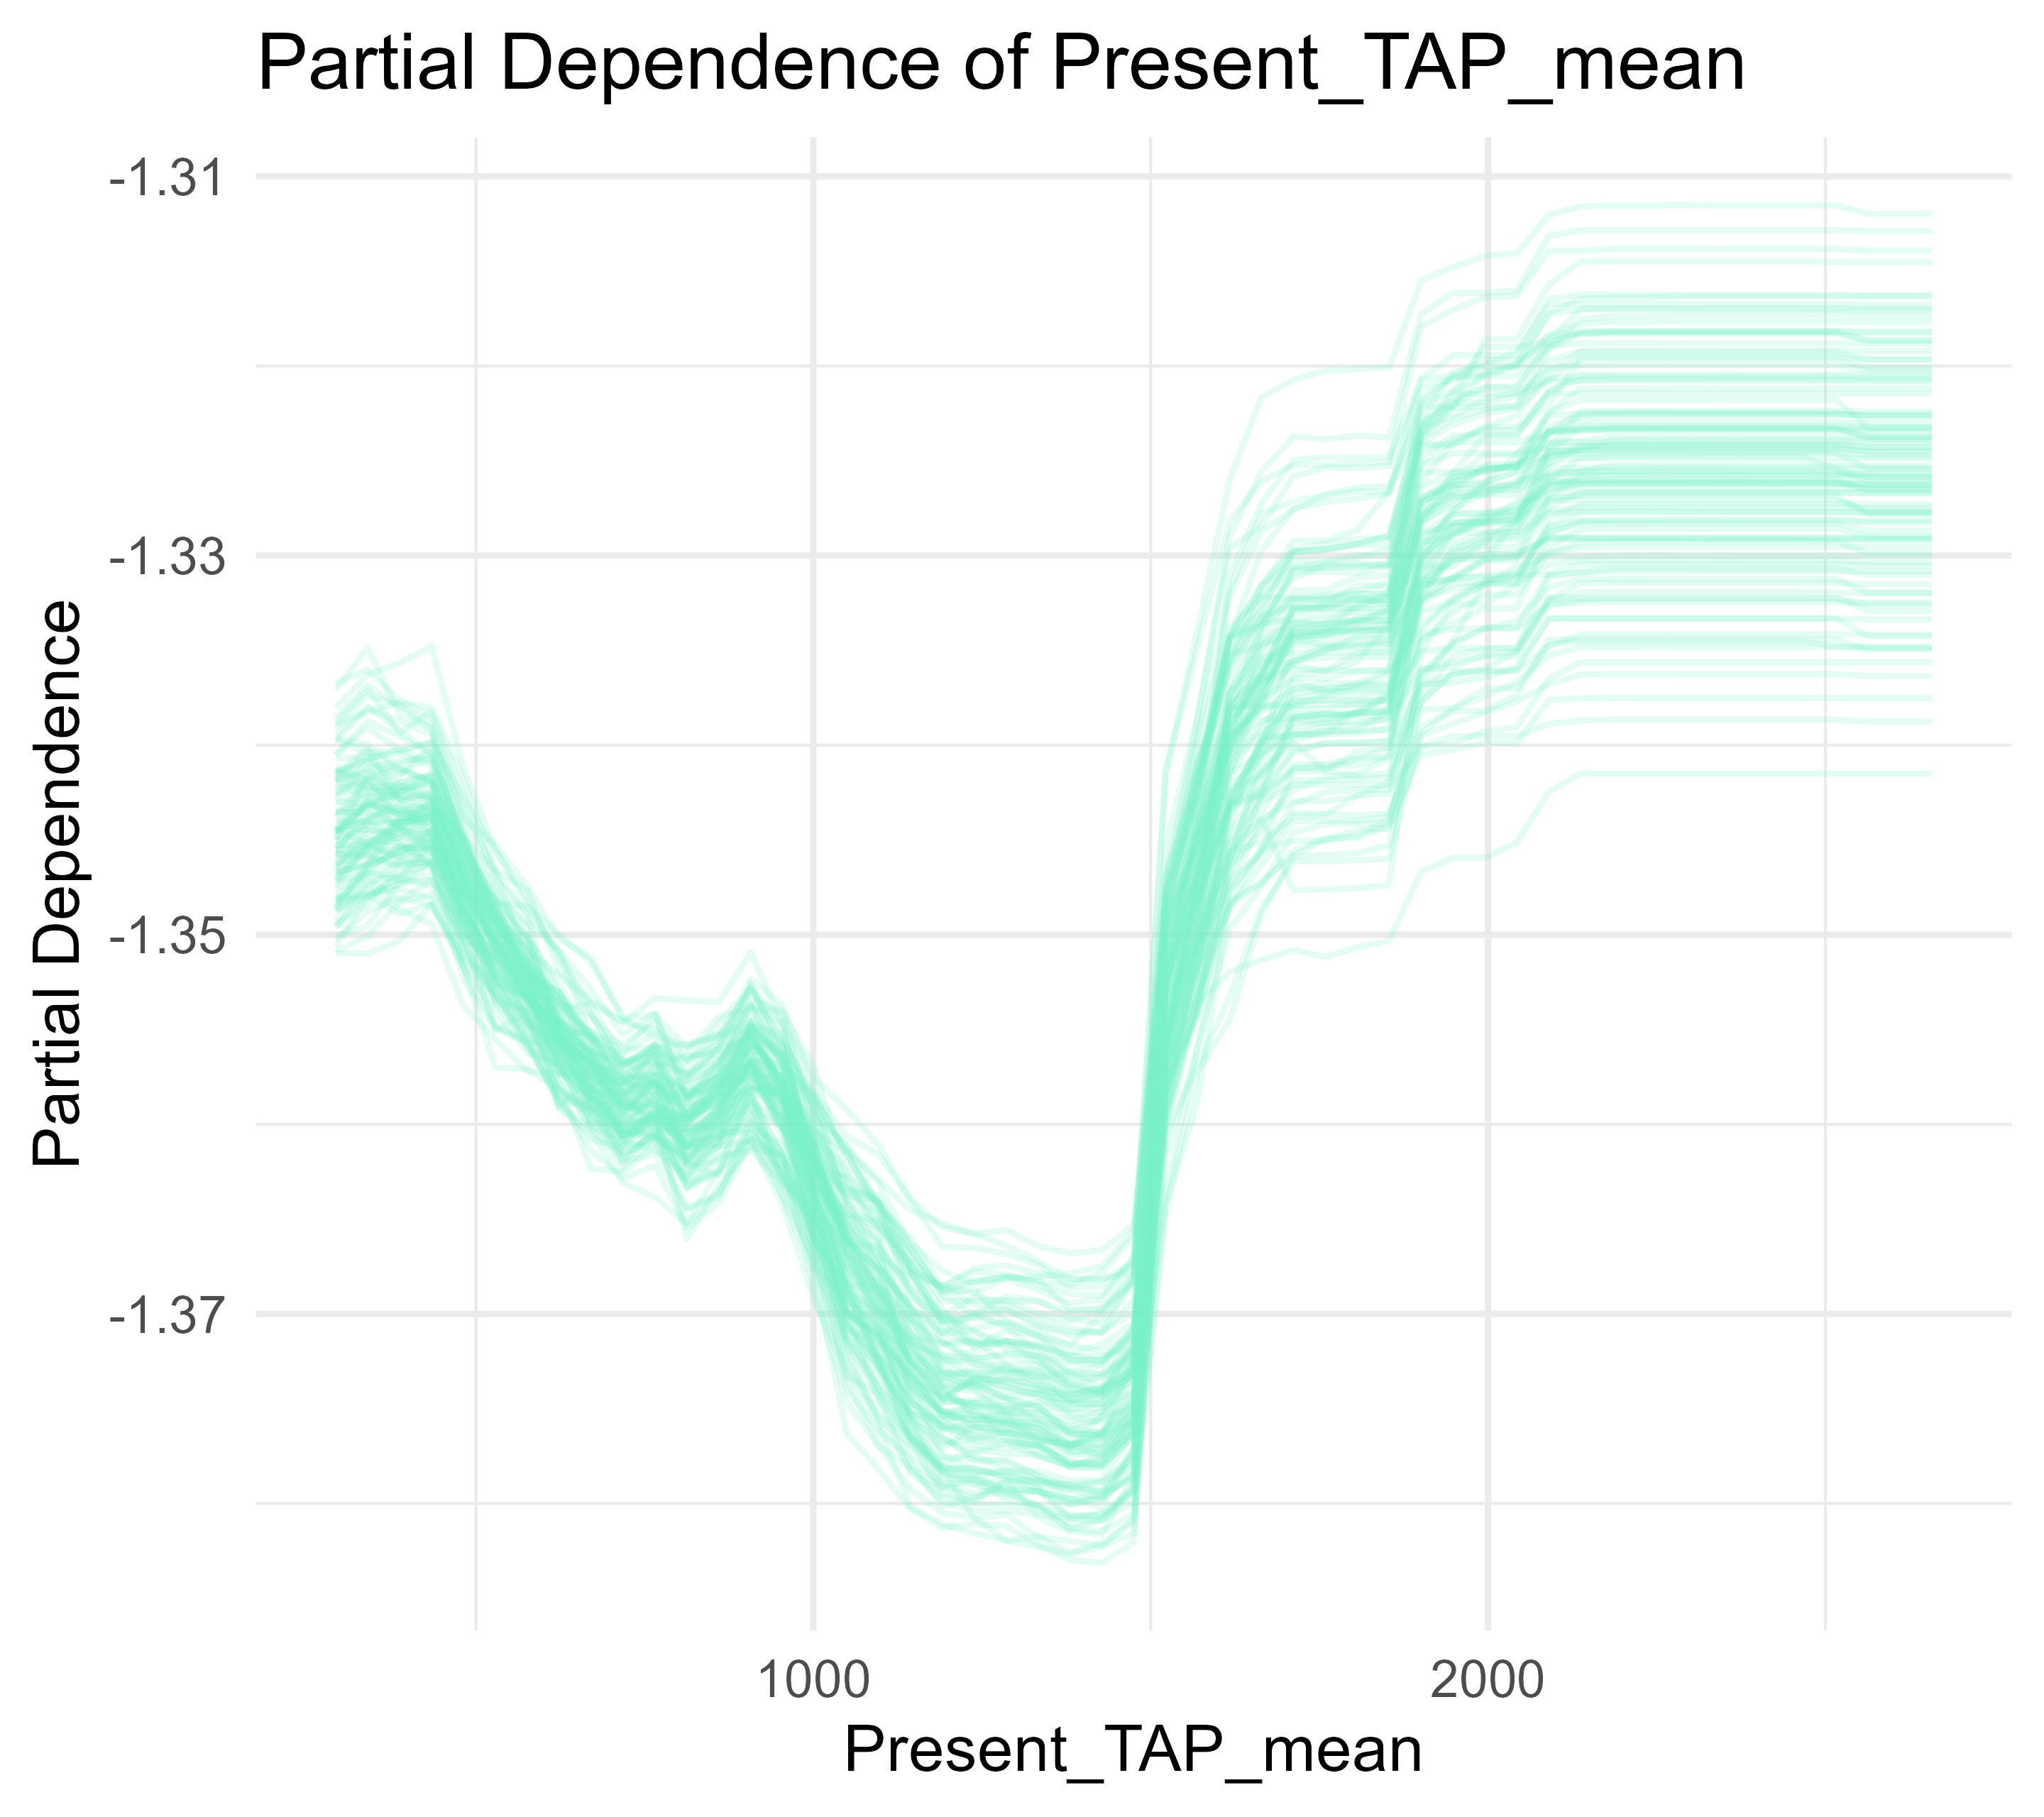 Partial Dependence of Present_TAP_mean
-1.31
-1.33
-1.35
-1.37
Partial Dependence
1000
2000
Present_TAP_mean